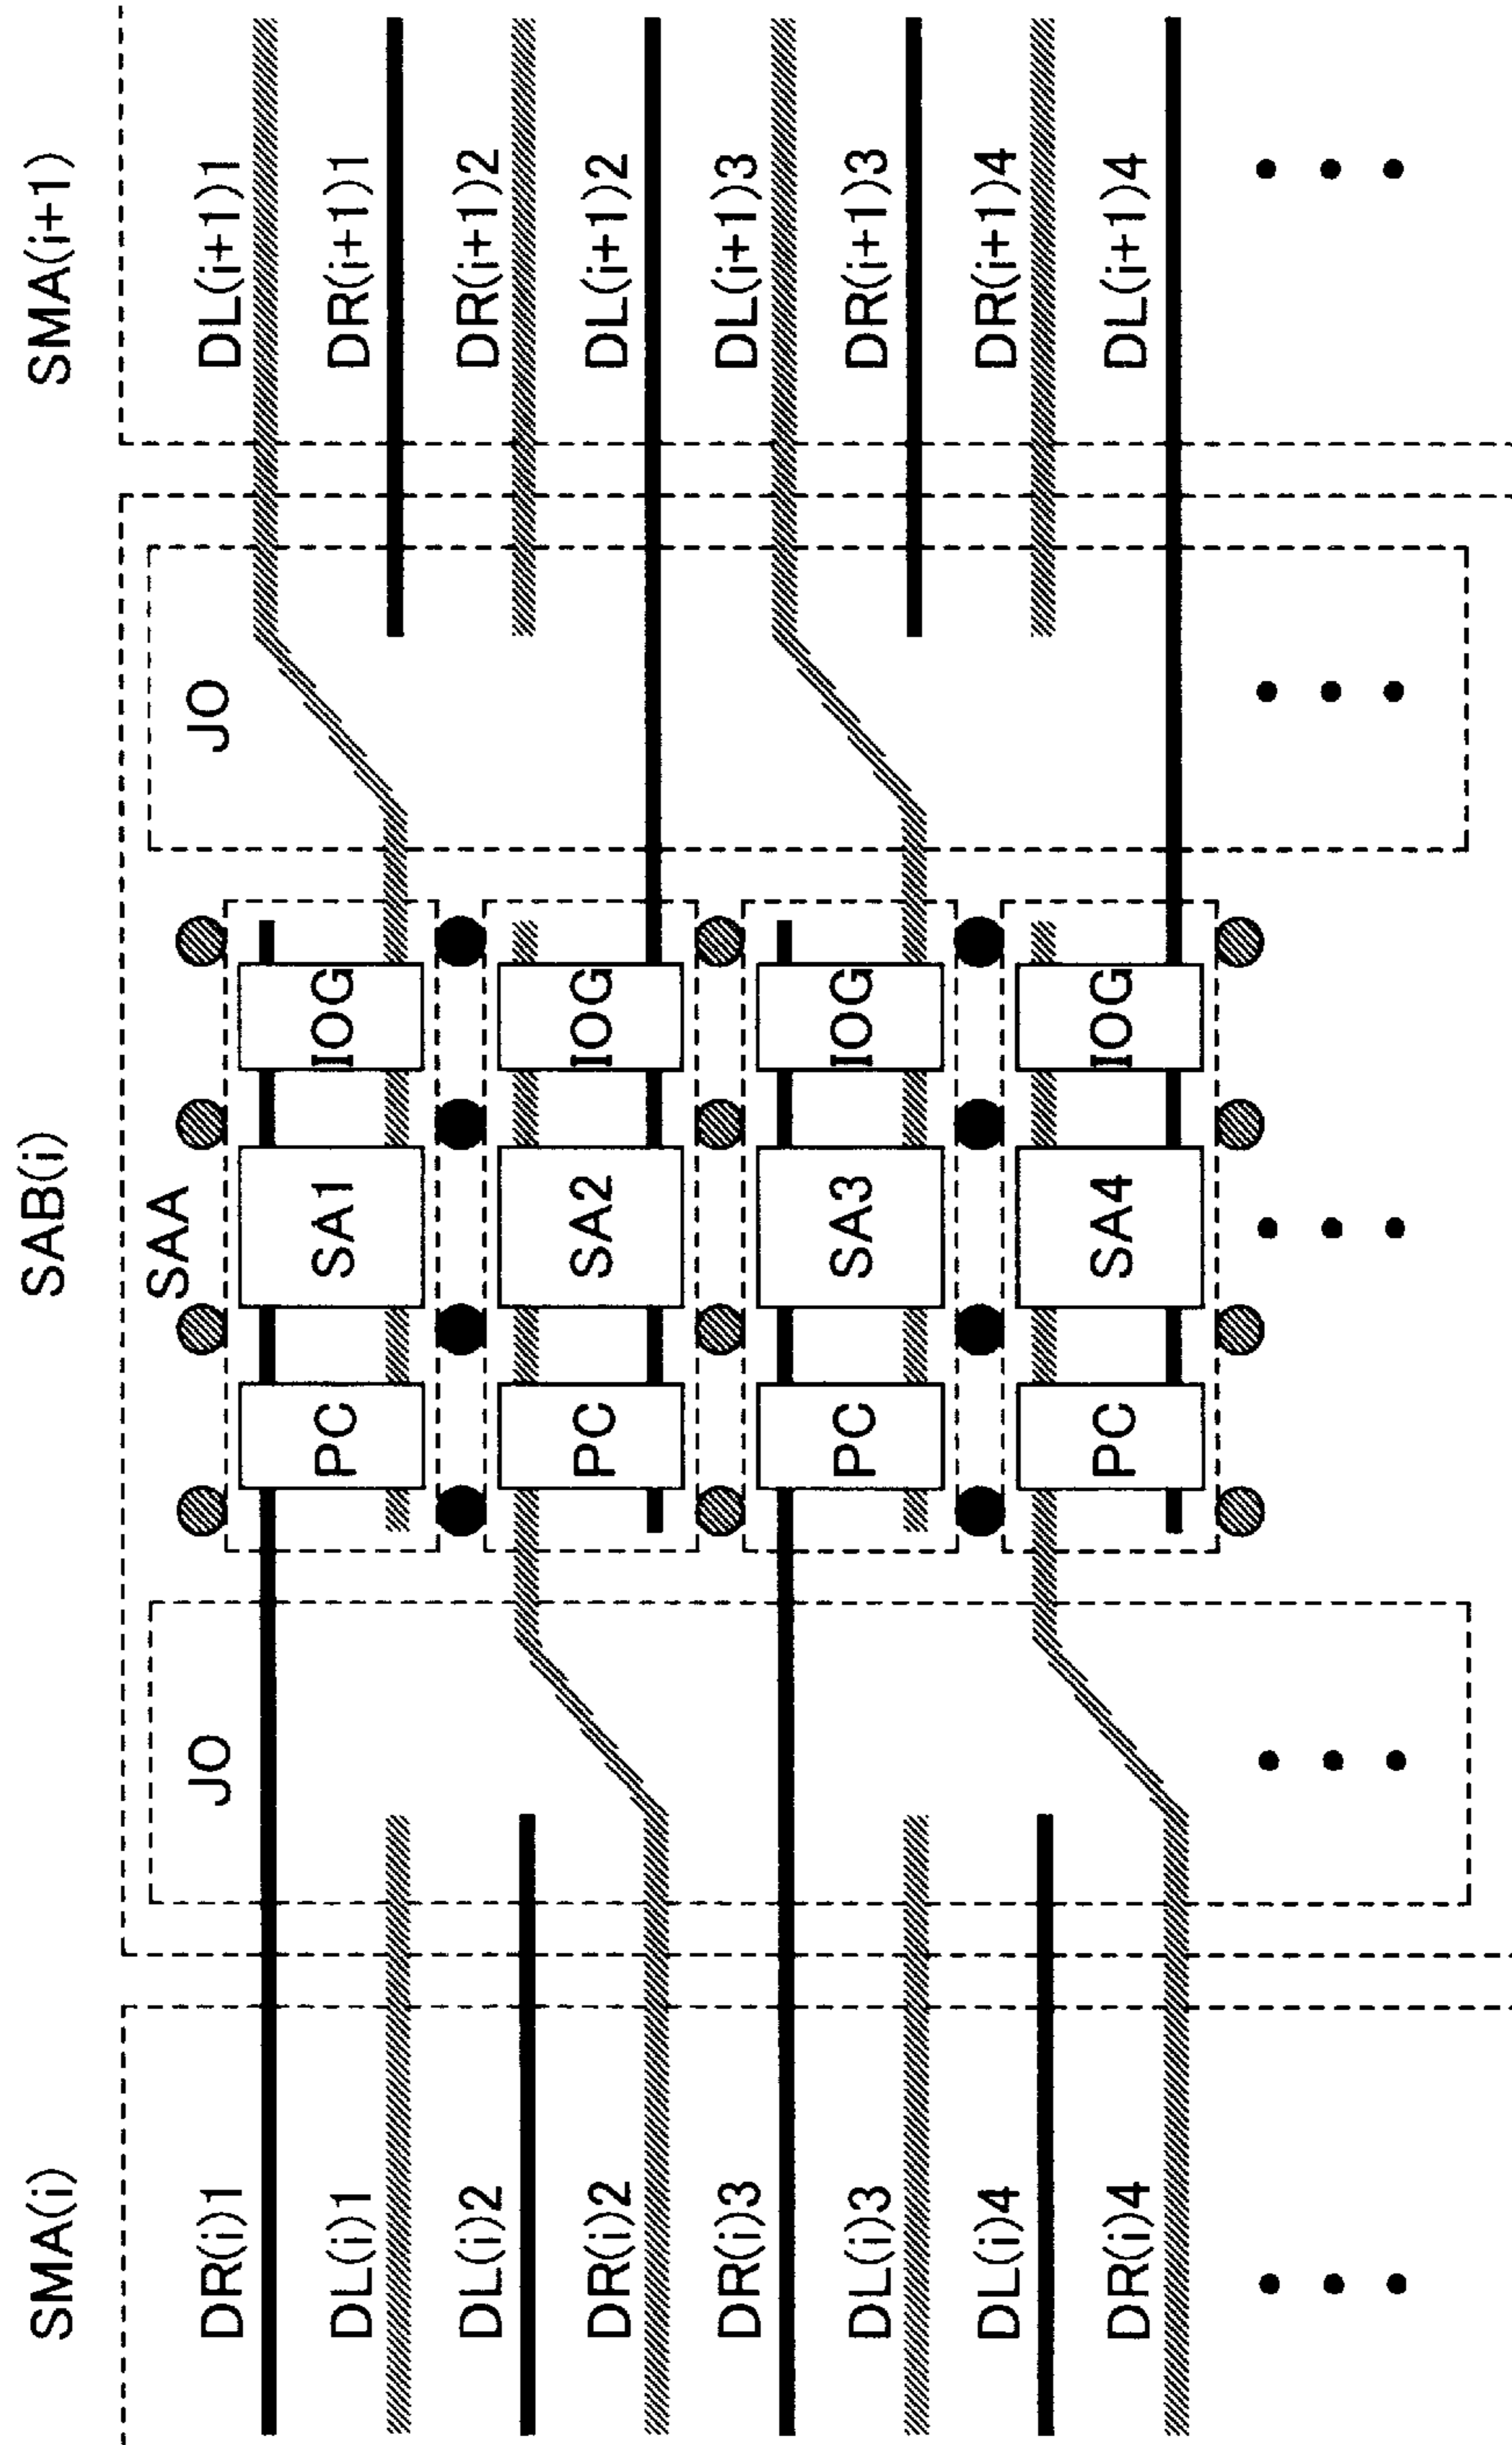 SMA(i)
SAB(i)
SMA(i+1)
JO
SAA
JO
DR(i)1
DL(i)1
DL(i)2
DR(i)2
DR(i)3
DL(i)3
DL(i)4
DR(i)4
PC
SA1
IOG
PC
SA2
IOG
PC
SA3
IOG
PC
SA4
IOG
DL(i+1)1
DR(i+1)1
DR(i+1)2
DL(i+1)2
DL(i+1)3
DR(i+1)3
DR(i+1)4
DL(i+1)4